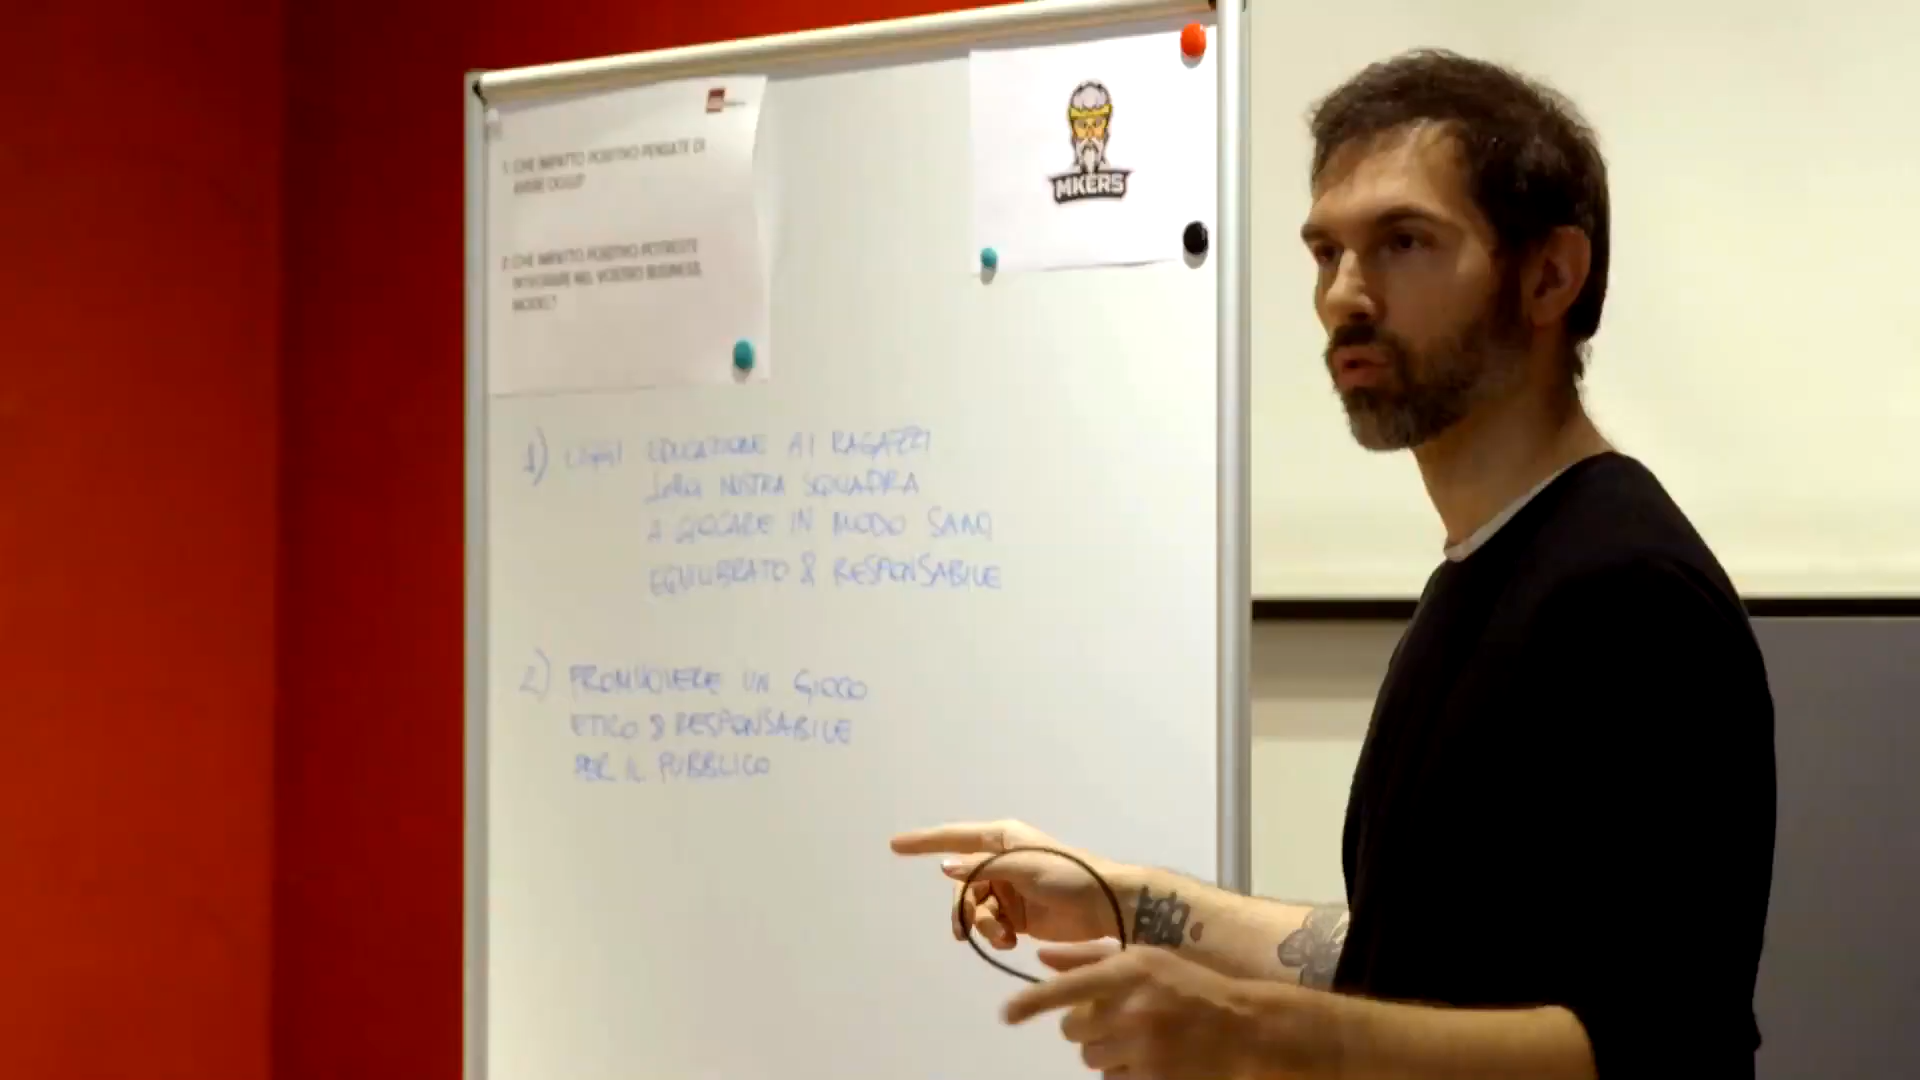 1. CHE IMPATTO POSITIVO PENSATE DI
AVERE OGGI?
2. CHE IMPATTO POSITIVO POTRESTE
INTEGRARE NEL VOSTRO BUSINESS
MODEL?
MKERS
1) OGGI EDUCAZIONE AI RAGAZZI
NOSTRA SQUADRA
A GIOCARE IN MODO SANO
EQUILIBRATO & RESPONSABILE
2) PROMUOVERE UN GIOCO
ETICO & RESPONSABILE
PER IL PUBBLICO